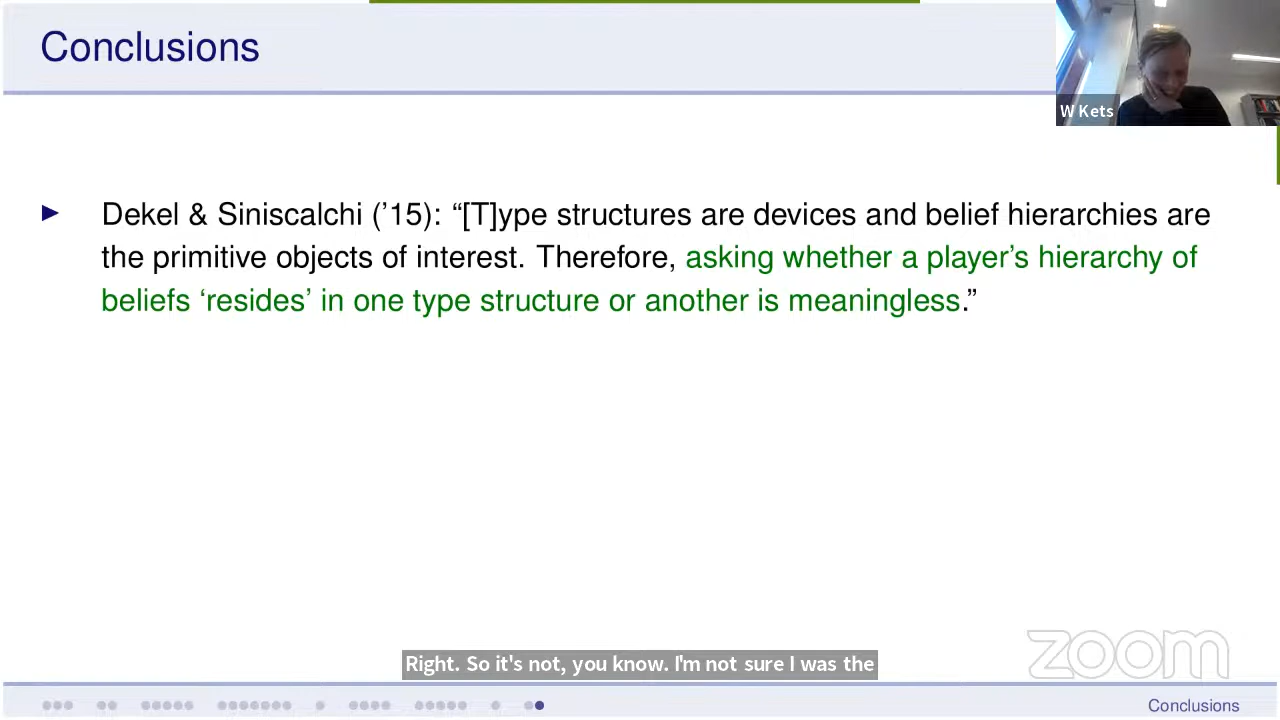 Conclusions
W Kets
Dekel & Siniscalchi (’15): “[T]ype structures are devices and belief hierarchies are
the primitive objects of interest. Therefore, asking whether a player’s hierarchy of
beliefs ‘resides’ in one type structure or another is meaningless.”
Right. So it's not, you know. I'm not sure I was the
zoom
Conclusions